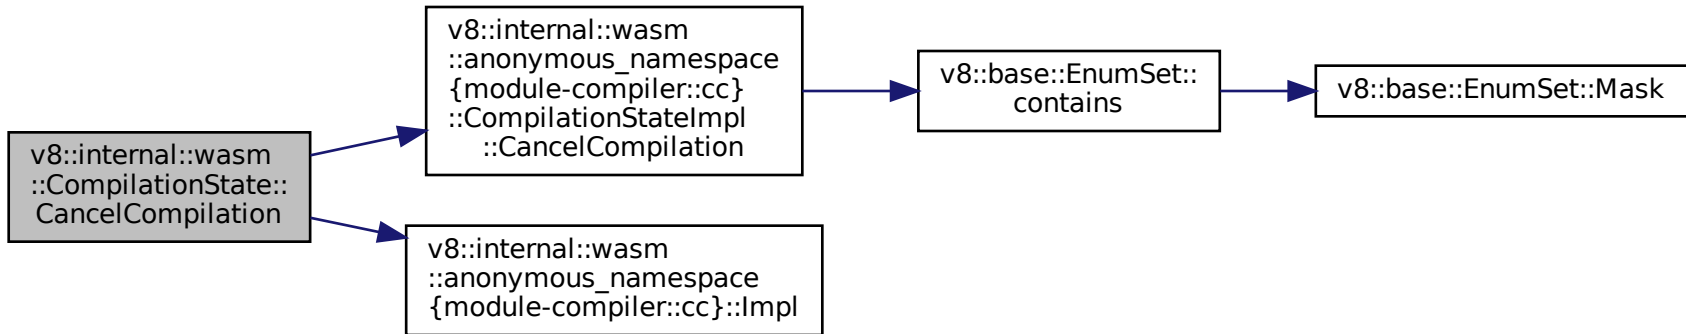 v8::internal::wasm
::CompilationState::
CancelCompilation
v8::internal::wasm
::anonymous_namespace
{module-compiler::cc}
::CompilationStateImpl
::CancelCompilation
v8::internal::wasm
::anonymous_namespace
{module-compiler::cc}::Impl
v8::base::EnumSet::
contains
v8::base::EnumSet::Mask